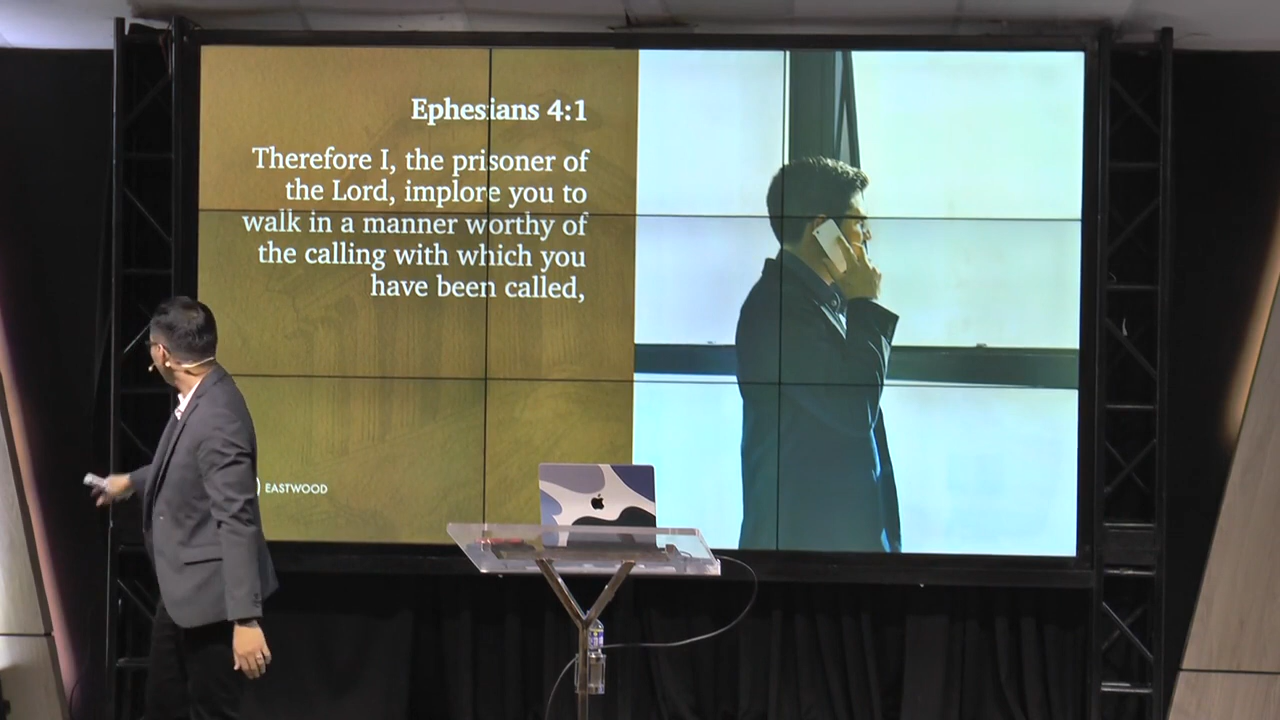 Ephesians 4:1
Therefore I, the prisoner of
the Lord, implore you to
walk in a manner worthy of
the calling with which you
have been called,
EASTWOOD